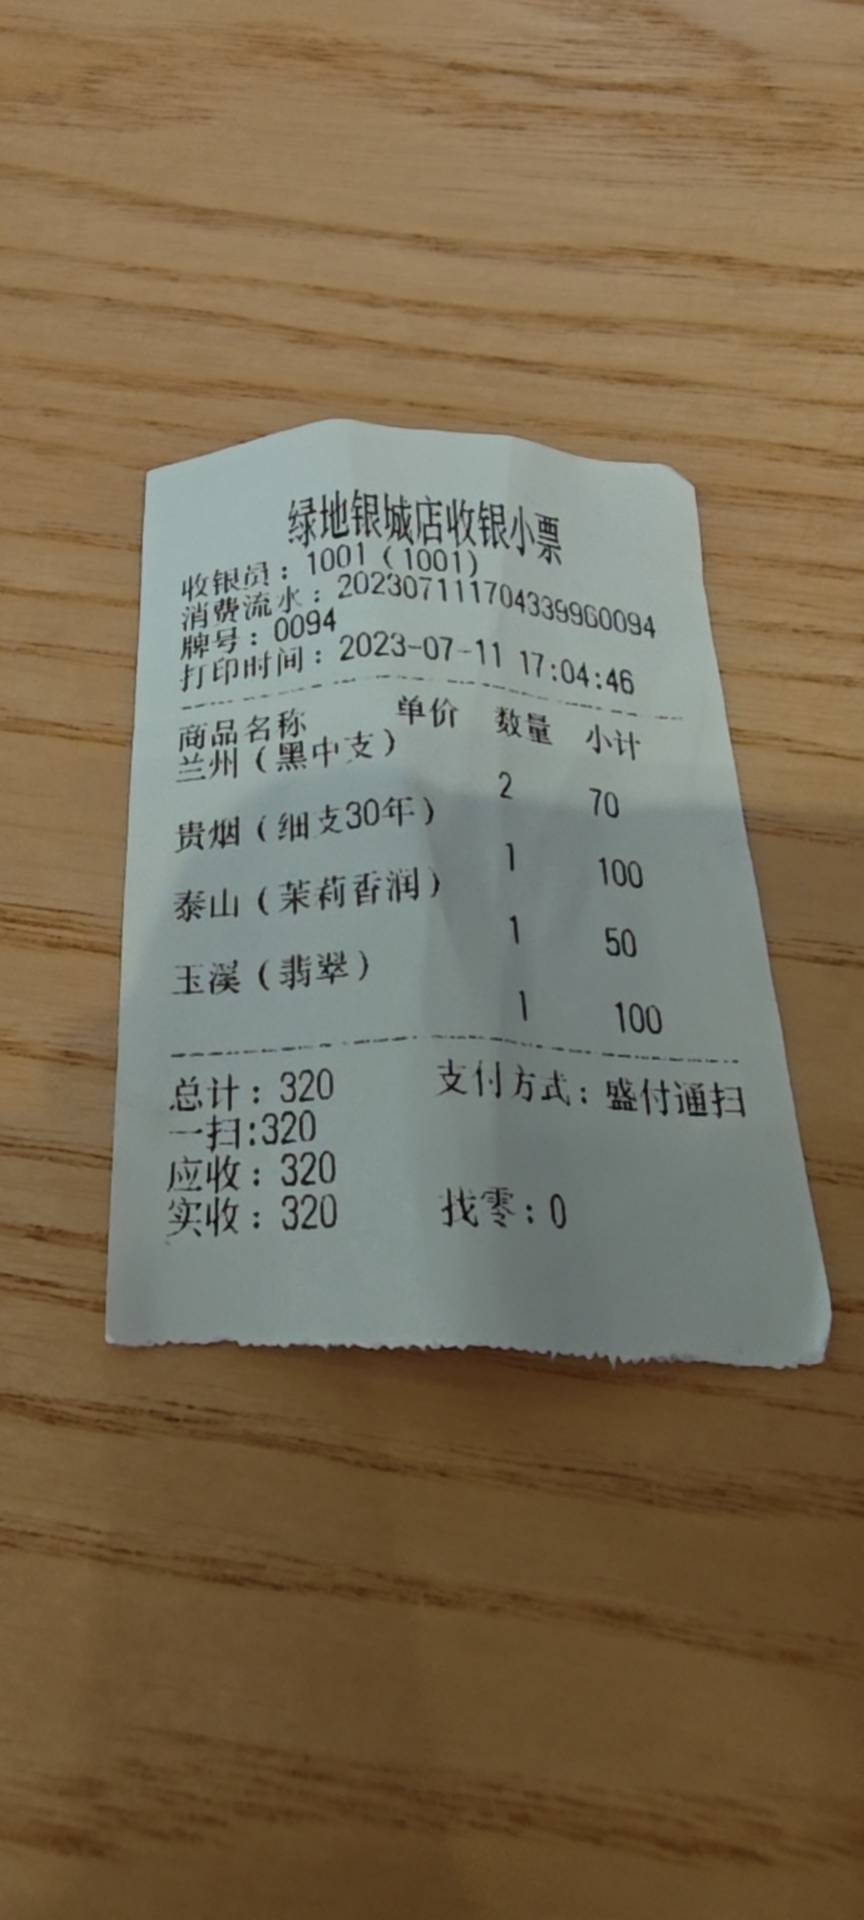 绿地银城店收银小票
收银员：1001（1001）
消费流水：2023071117043399600​94
牌号：0094
打印时间：2023-07-11 17:04:46
商品名称 单价 数量 小计
兰州（黑中支）
2 70
贵烟（细支30年）
1 100
泰山（茉莉香润）
1 50
玉溪（翡翠）
1 100
总计：320 支付方式：盛付通扫
一扫:320
应收：320
实收：320 找零：0